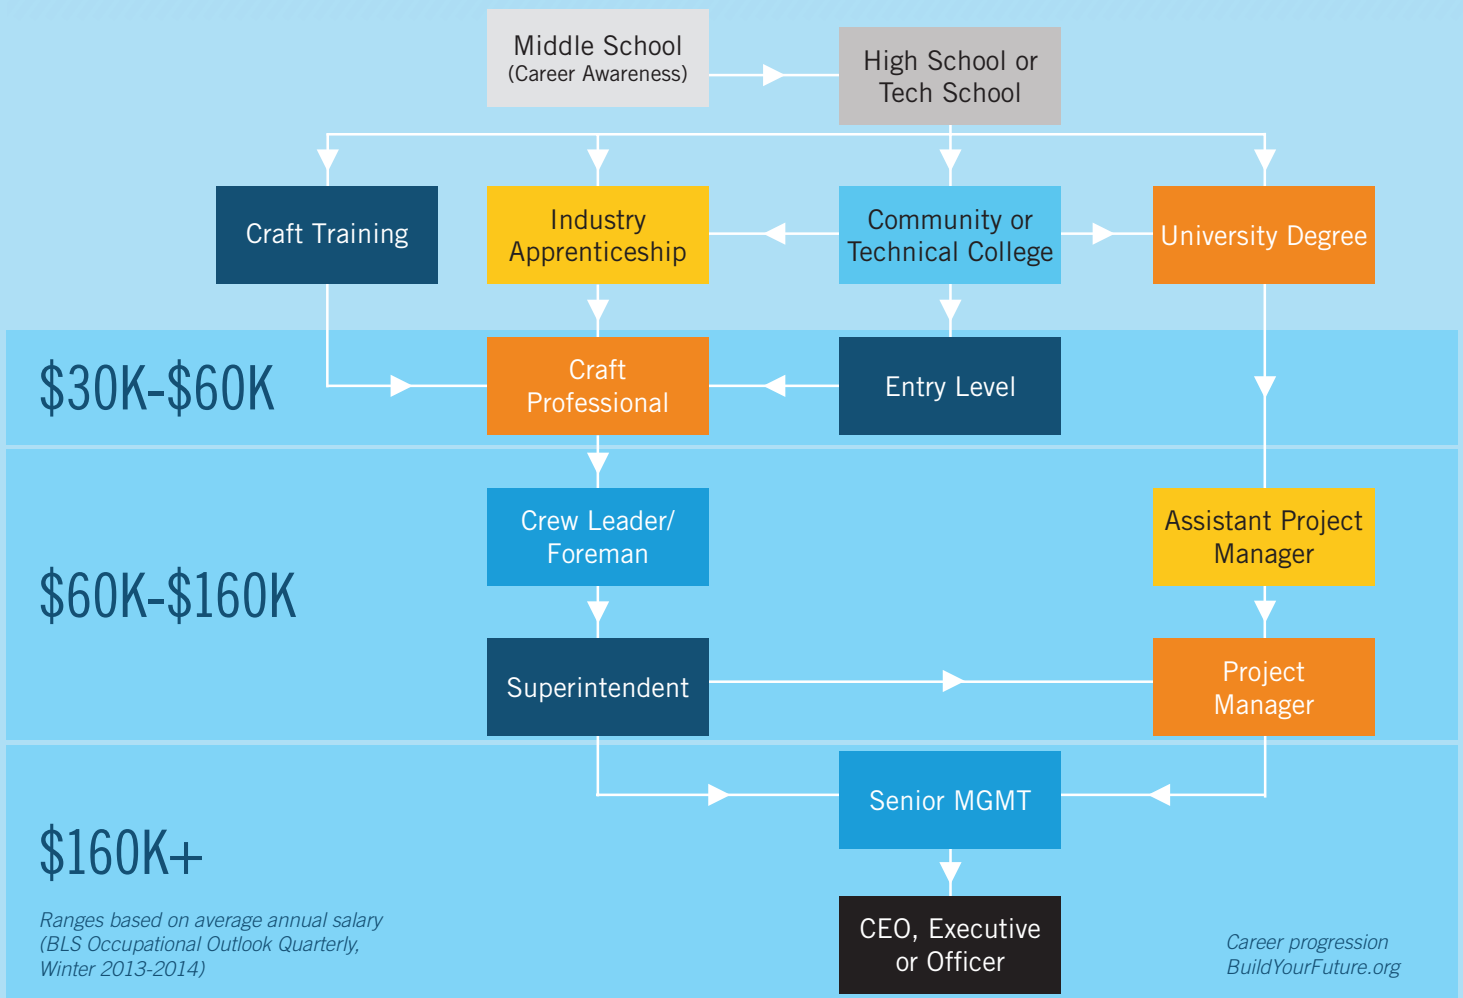 Middle School
(Career Awareness)
High School or
Tech School
Craft Training
Industry
Apprenticeship
Community or
Technical College
University Degree
$30K-$60K
Craft
Professional
Entry Level
$60K-$160K
Crew Leader/
Foreman
Assistant Project
Manager
Superintendent
Project
Manager
$160K+
Senior MGMT
Ranges based on average annual salary
(BLS Occupational Outlook Quarterly,
Winter 2013-2014)
CEO, Executive
or Officer
Career progression
BuildYourFuture.org